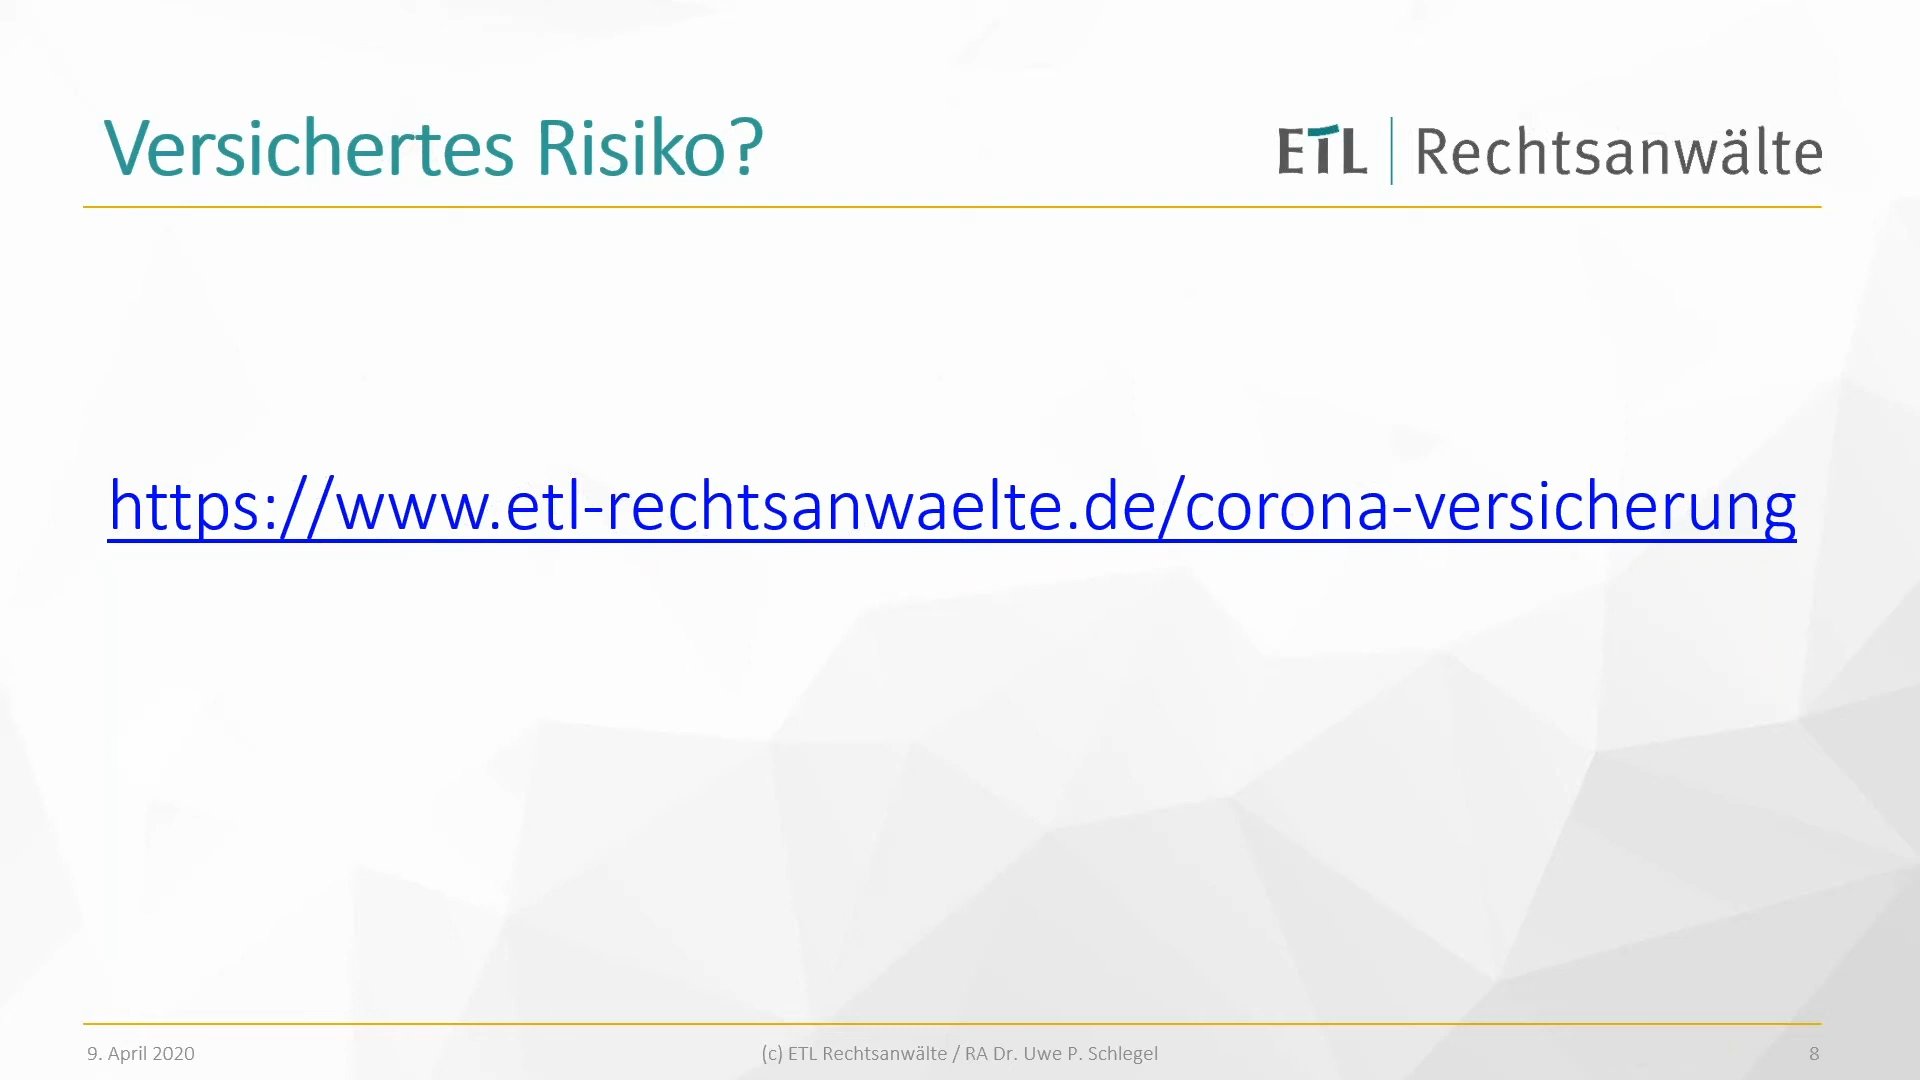 Versichertes Risiko?
ETL | Rechtsanwälte
https://www.etl-rechtsanwaelte.de/corona-versicherung
9. April 2020
(c) ETL Rechtsanwälte / RA Dr. Uwe P. Schlegel
8